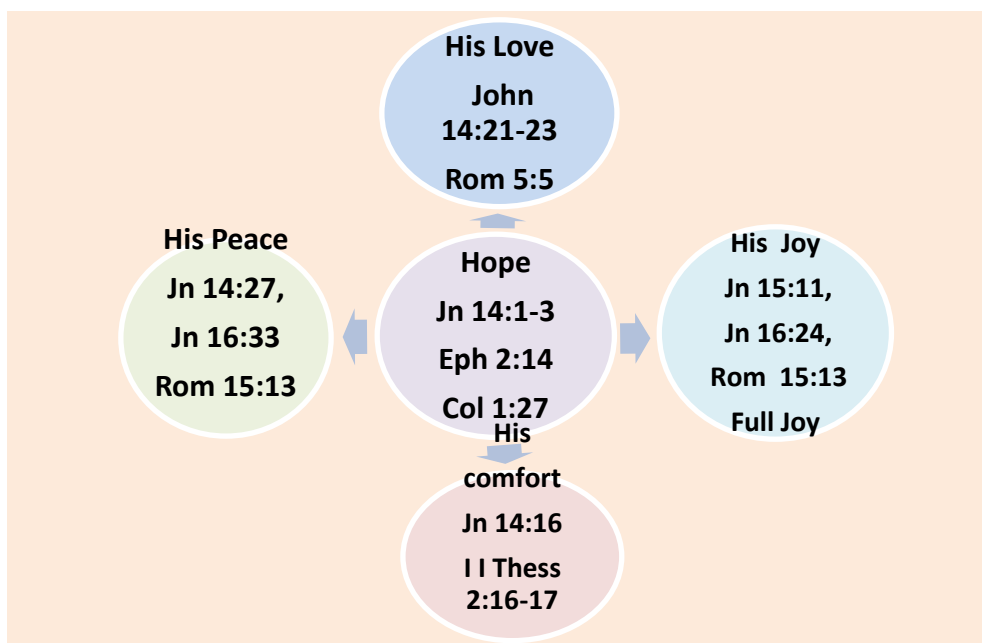 His Love
John
14:21-23
Rom 5:5
His Peace
Jn 14:27,
Jn 16:33
Rom 15:13
Hope
Jn 14:1-3
Eph 2:14
Col 1:27
His Joy
Jn 15:11,
Jn 16:24,
Rom 15:13
Full Joy
His
comfort
Jn 14:16
I I Thess
2:16-17